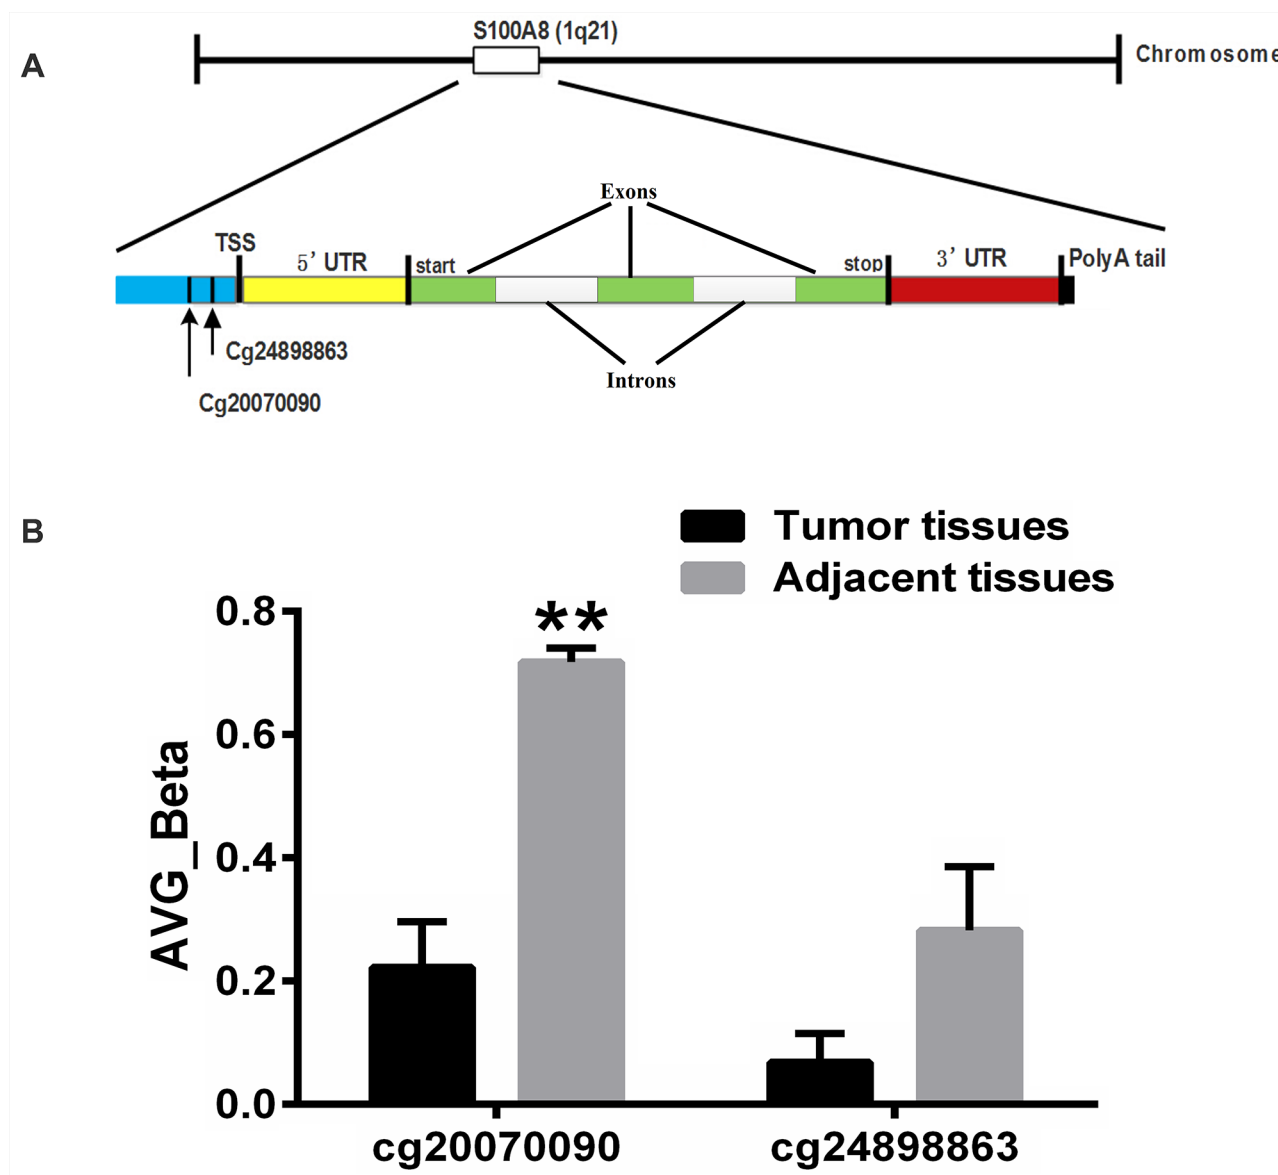 A
S100A8 (1q21)
Chromosome
Exons
TSS
5' UTR
start
stop
3' UTR
PolyA tail
Cg24898863
Introns
Cg20070090
B
Tumor tissues
Adjacent tissues
0.8
**
0.6
AVG_Beta
0.4
0.2
0.0
cg20070090 cg24898863